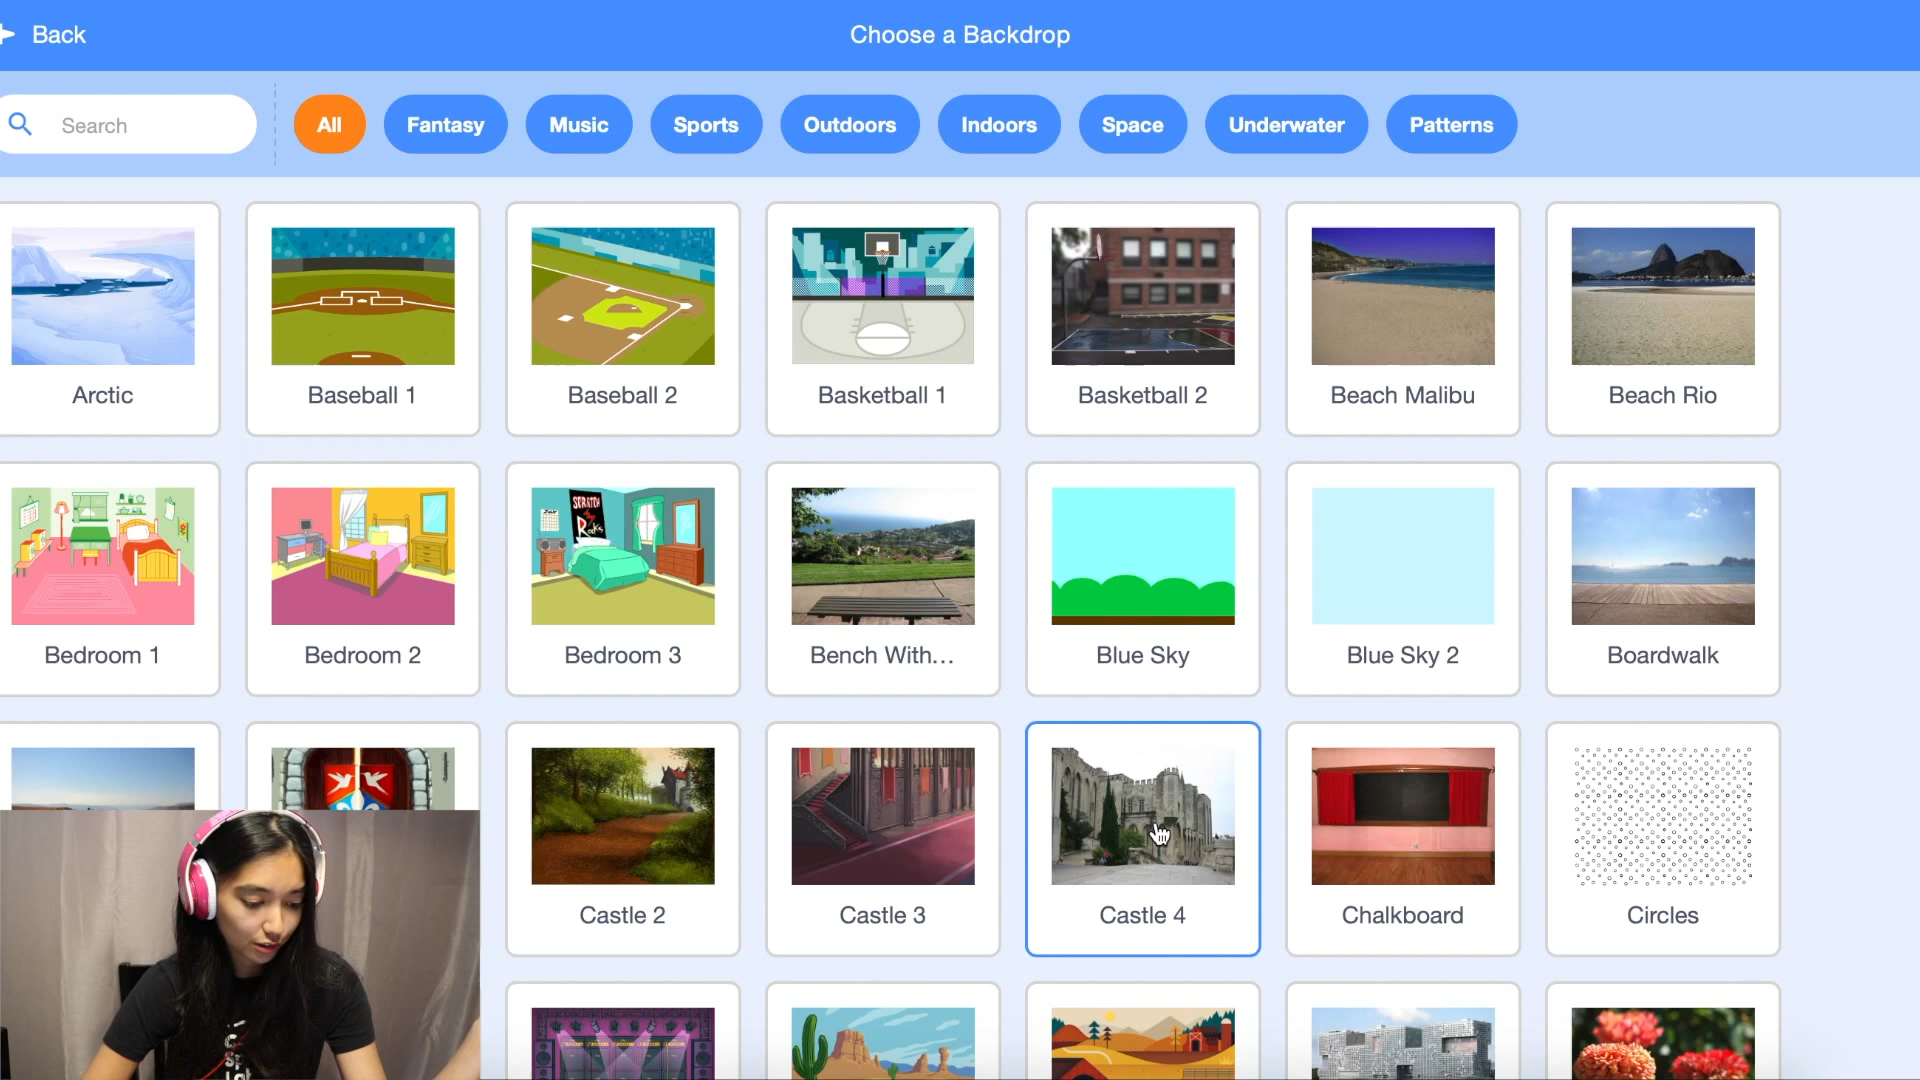 Back
Choose a Backdrop
Search
All
Fantasy
Music
Sports
Outdoors
Indoors
Space
Underwater
Patterns
Arctic
Baseball 1
Baseball 2
Basketball 1
Basketball 2
Beach Malibu
Beach Rio
SCRATCH
Rocks
Bedroom 1
Bedroom 2
Bedroom 3
Bench With...
Blue Sky
Blue Sky 2
Boardwalk
Castle 2
Castle 3
Castle 4
Chalkboard
Circles